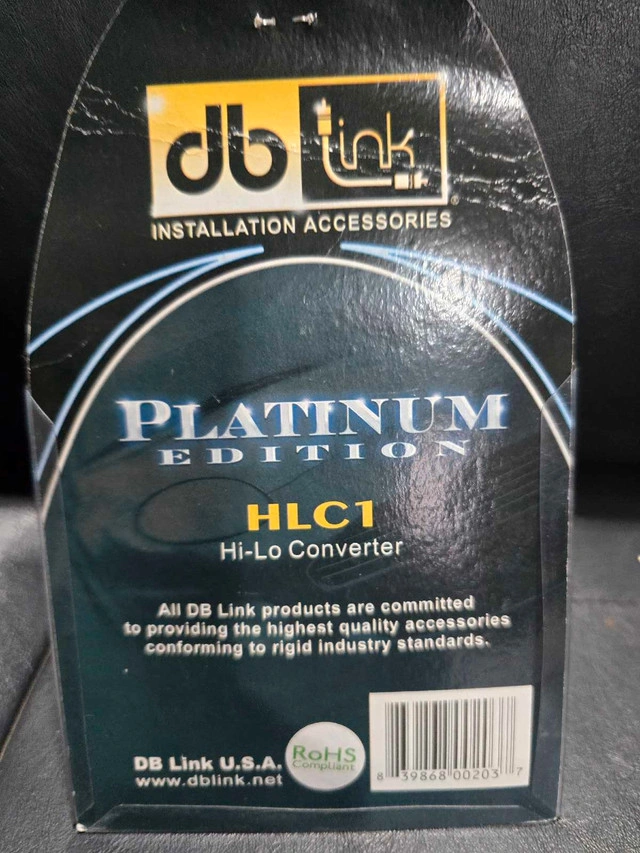 db link
®
INSTALLATION ACCESSORIES
PLATINUM
EDITION
HLC1
Hi-Lo Converter
All DB Link products are committed
to providing the highest quality accessories
conforming to rigid industry standards.
DB Link U.S.A.
www.dblink.net
RoHS
Compliant
8 39868 00203 7